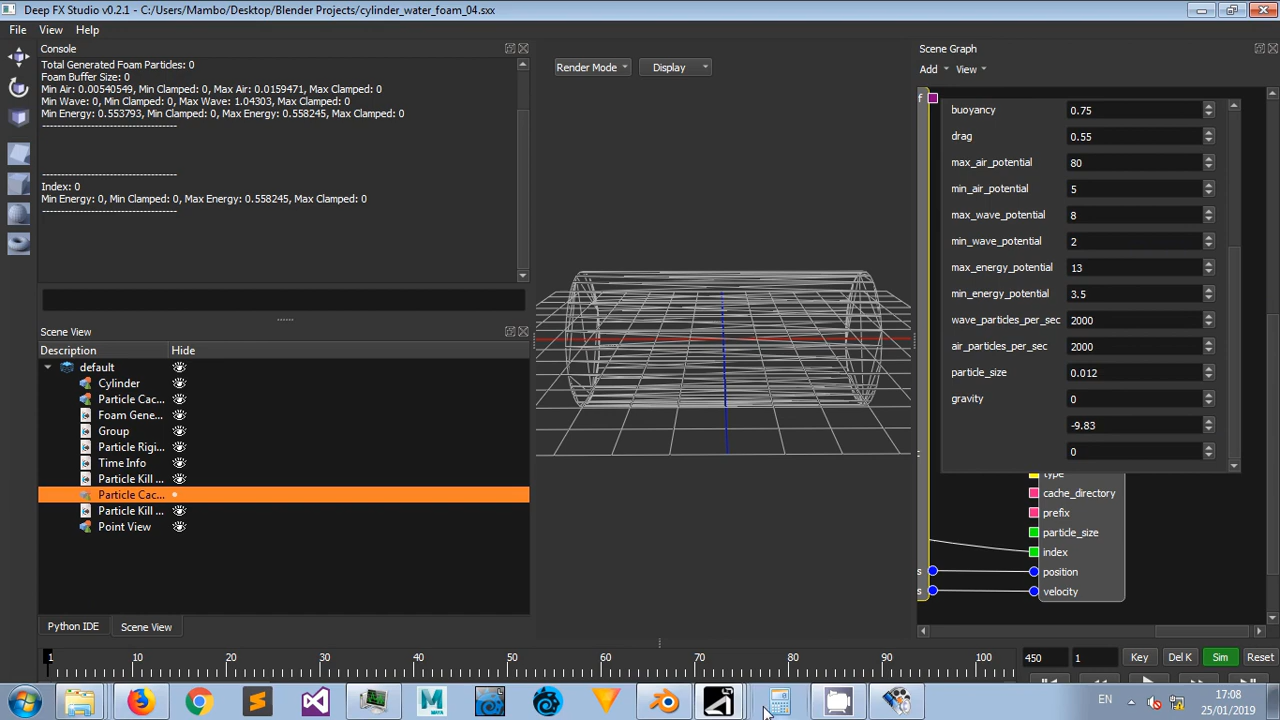 Deep FX Studio v0.2.1 - C:/Users/Mambo/Desktop/Blender Projects/cylinder_water_foam_04.sxx
File View Help
Console
Total Generated Foam Particles: 0
Foam Buffer Size: 0
Min Air: 0.00540549, Min Clamped: 0, Max Air: 0.0159471, Max Clamped: 0
Min Wave: 0, Min Clamped: 0, Max Wave: 1.04303, Max Clamped: 0
Min Energy: 0.553793, Min Clamped: 0, Max Energy: 0.558245, Max Clamped: 0
-----------------------------------
-----------------------------------
Index: 0
Min Energy: 0, Min Clamped: 0, Max Energy: 0.558245, Max Clamped: 0
-----------------------------------
Scene View
Description Hide
default
Cylinder
Particle Cac...
Foam Gene...
Group
Particle Rigi...
Time Info
Particle Kill ...
Particle Cac...
Particle Kill ...
Point View
Python IDE Scene View
Render Mode Display
Scene Graph
Add View
f
buoyancy 0.75
drag 0.55
max_air_potential 80
min_air_potential 5
max_wave_potential 8
min_wave_potential 2
max_energy_potential 13
min_energy_potential 3.5
wave_particles_per_sec 2000
air_particles_per_sec 2000
particle_size 0.012
gravity 0
-9.83
0
type
cache_directory
prefix
particle_size
index
position
velocity
1 10 20 30 40 50 60 70 80 90 100
450 1 Key Del K Sim Reset
EN
17:08
25/01/2019